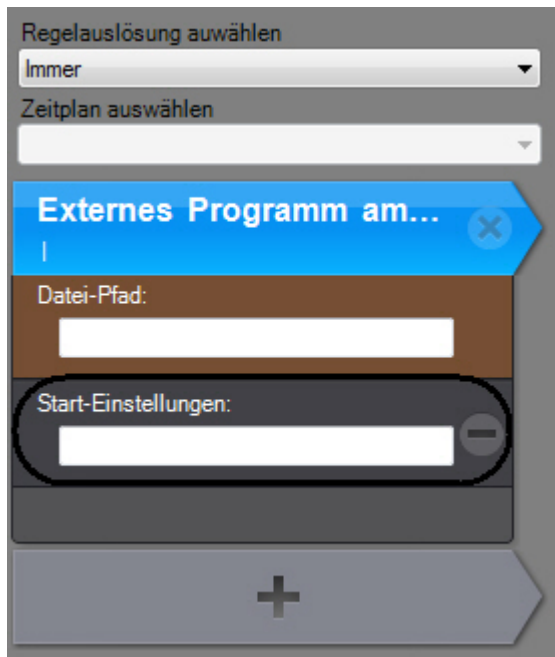 Regelauslösung auwählen
Immer
Zeitplan auswählen
Externes Programm am...
Datei-Pfad:
Start-Einstellungen: